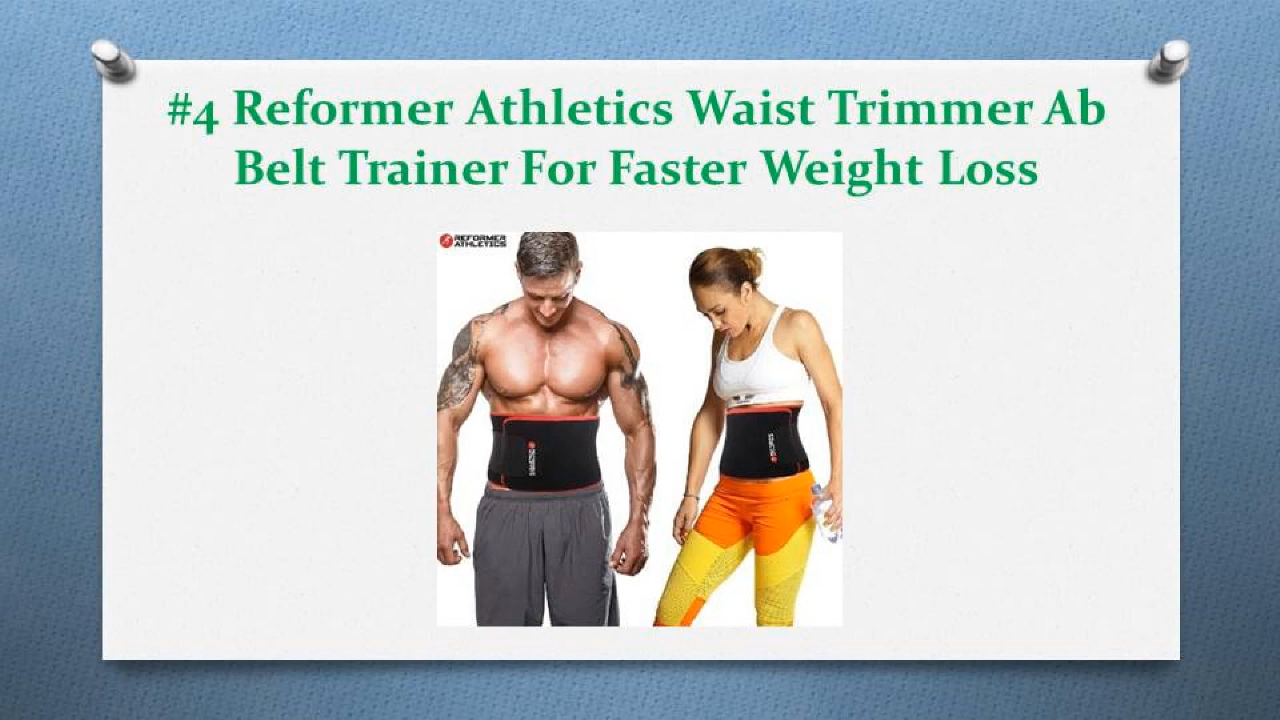 #4 Reformer Athletics Waist Trimmer Ab
Belt Trainer For Faster Weight Loss
REFORMER
ATHLETICS